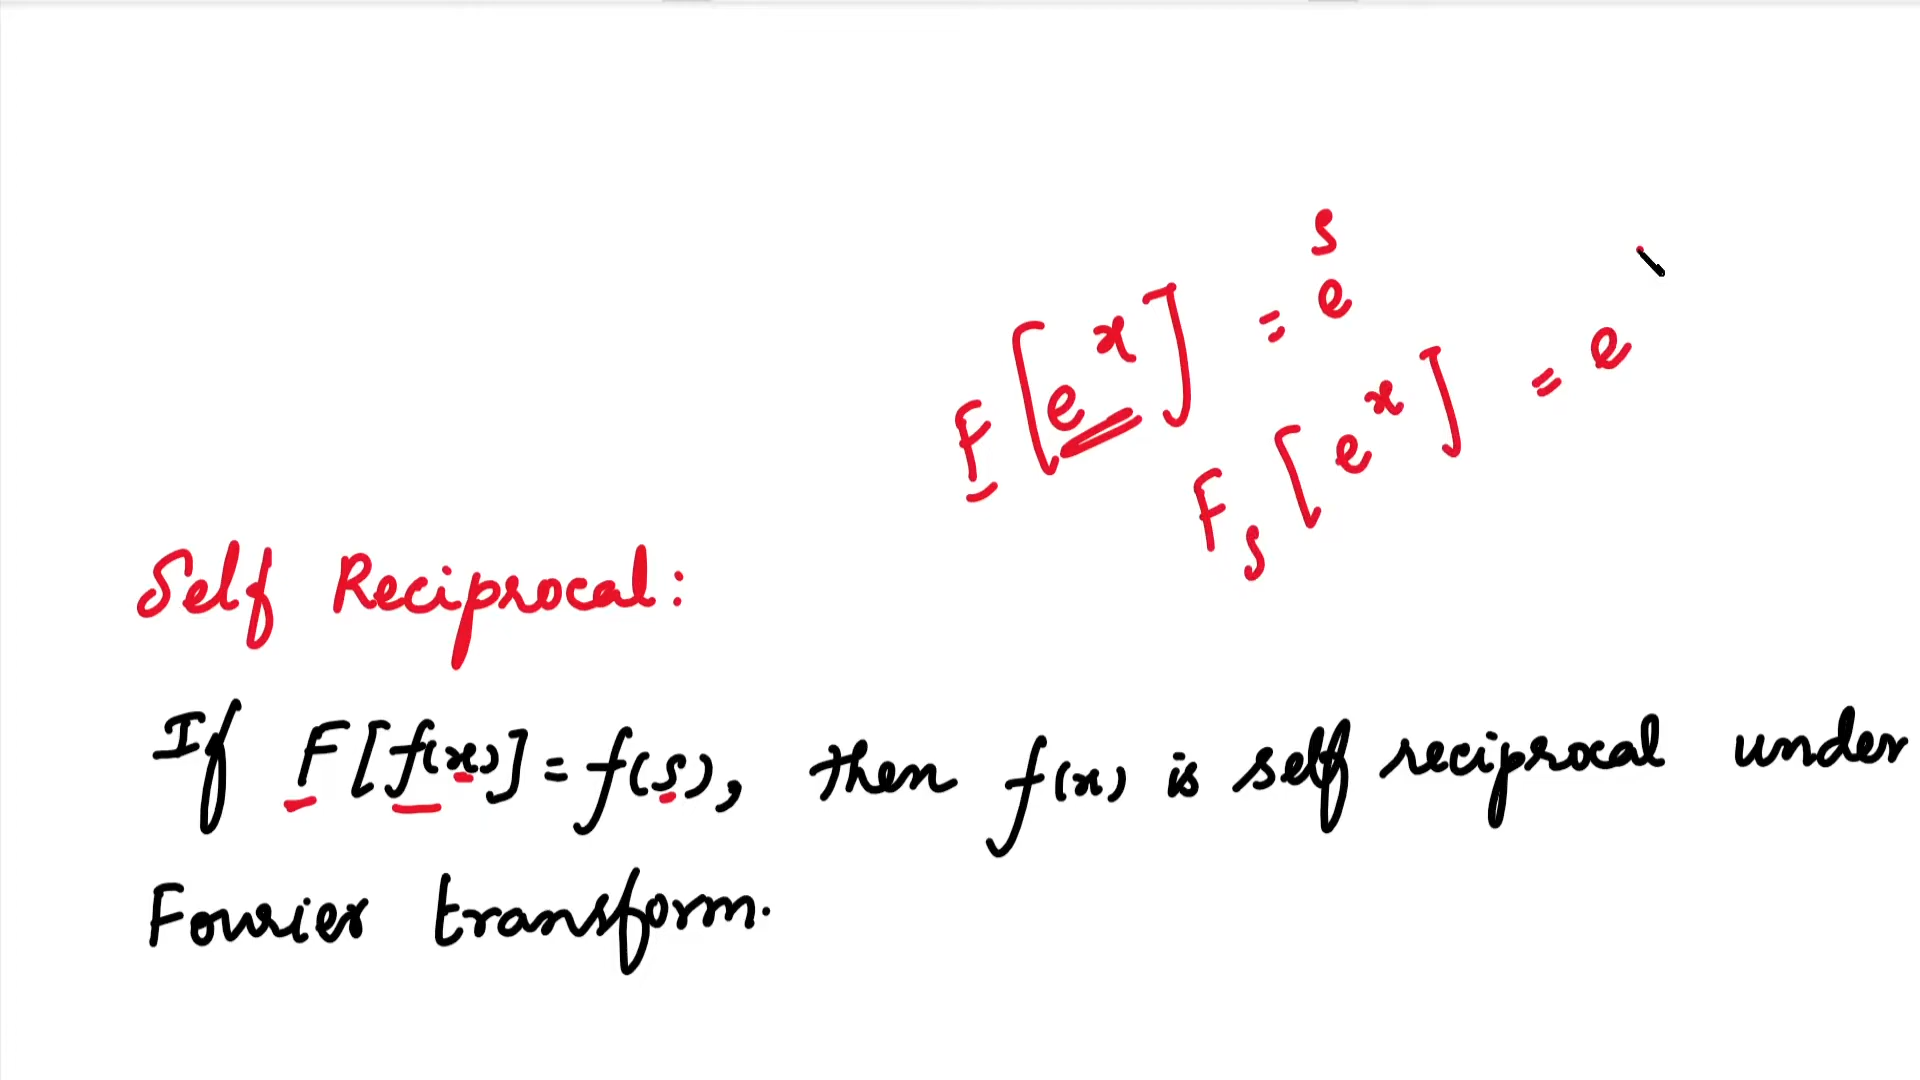 F[e^x] = e^s
F_s[e^x] = e
Self Reciprocal:
If F[f(x)] = f(s), then f(x) is self reciprocal under
Fourier transform.